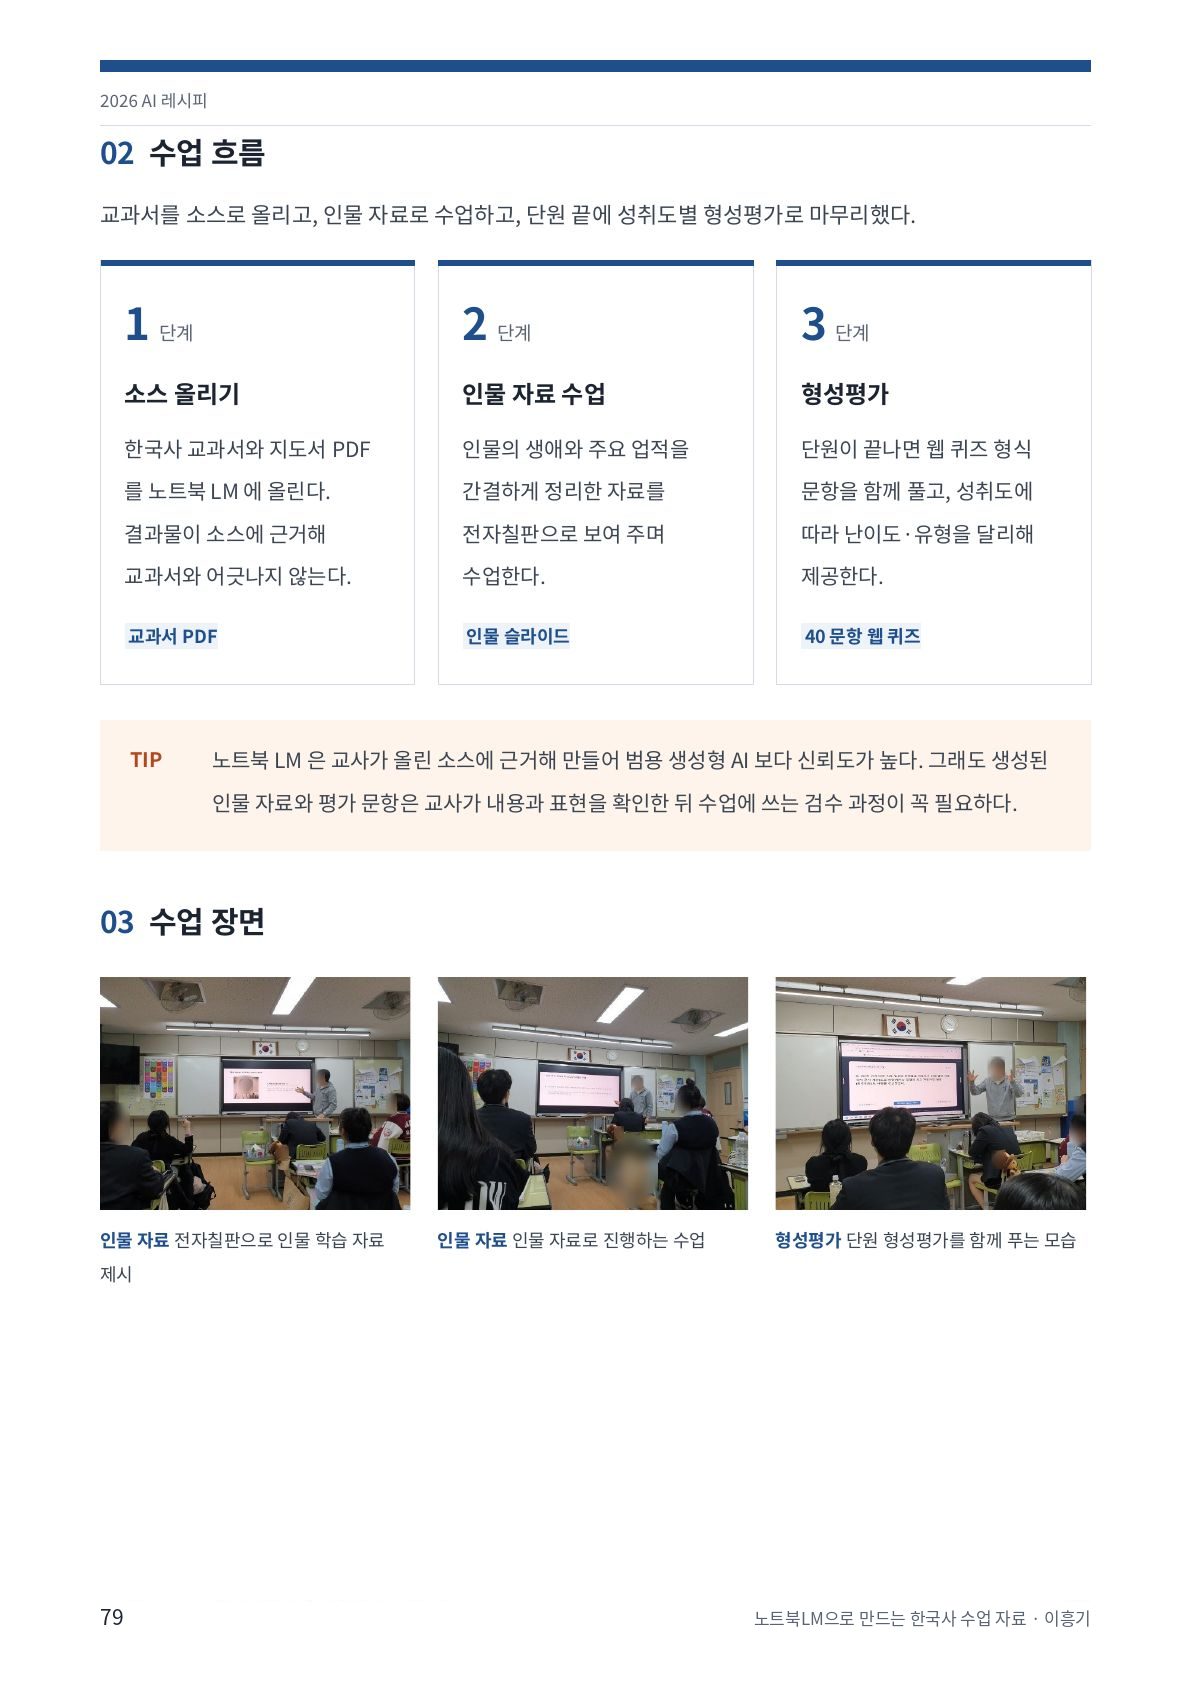 2026 AI 레시피
02 수업 흐름
교과서를 소스로 올리고, 인물 자료로 수업하고, 단원 끝에 성취도별 형성평가로 마무리했다.
1 단계
소스 올리기
한국사 교과서와 지도서 PDF
를 노트북 LM 에 올린다.
결과물이 소스에 근거해
교과서와 어긋나지 않는다.
교과서 PDF
2 단계
인물 자료 수업
인물의 생애와 주요 업적을
간결하게 정리한 자료를
전자칠판으로 보여 주며
수업한다.
인물 슬라이드
3 단계
형성평가
단원이 끝나면 웹 퀴즈 형식
문항을 함께 풀고, 성취도에
따라 난이도·유형을 달리해
제공한다.
40 문항 웹 퀴즈
TIP
노트북 LM 은 교사가 올린 소스에 근거해 만들어 범용 생성형 AI 보다 신뢰도가 높다. 그래도 생성된
인물 자료와 평가 문항은 교사가 내용과 표현을 확인한 뒤 수업에 쓰는 검수 과정이 꼭 필요하다.
03 수업 장면
인물 자료 전자칠판으로 인물 학습 자료
제시
인물 자료 인물 자료로 진행하는 수업
형성평가 단원 형성평가를 함께 푸는 모습
79
노트북LM으로 만드는 한국사 수업 자료 · 이흥기